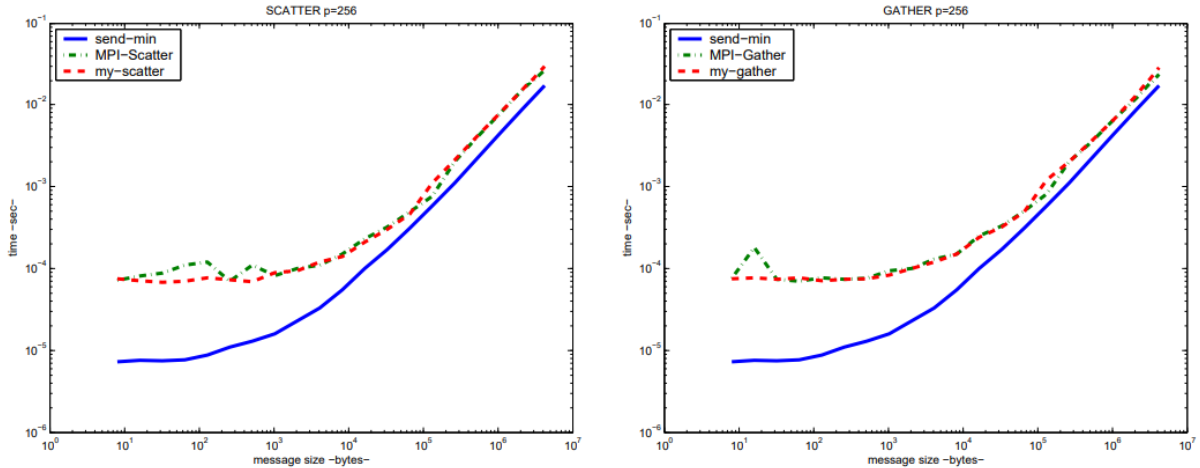 SCATTER p=256
10^-1
10^-2
10^-3
10^-4
10^-5
10^-6
time -sec-
send-min
MPI-Scatter
my-scatter
10^0 10^1 10^2 10^3 10^4 10^5 10^6 10^7
message size -bytes-
GATHER p=256
10^-1
10^-2
10^-3
10^-4
10^-5
10^-6
time -sec-
send-min
MPI-Gather
my-gather
10^0 10^1 10^2 10^3 10^4 10^5 10^6 10^7
message size -bytes-